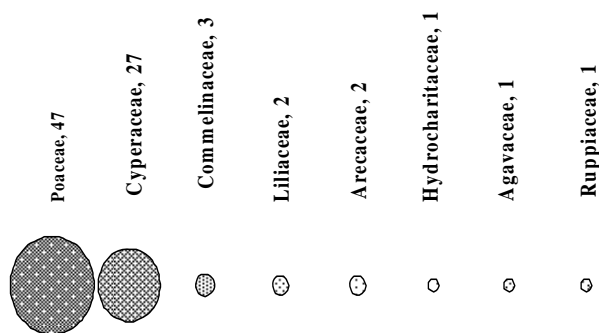 Poaceae, 47
Cyperaceae, 27
Commelinaceae, 3
Liliaceae, 2
Arecaceae, 2
Hydrocharitaceae, 1
Agavaceae, 1
Ruppiaceae, 1